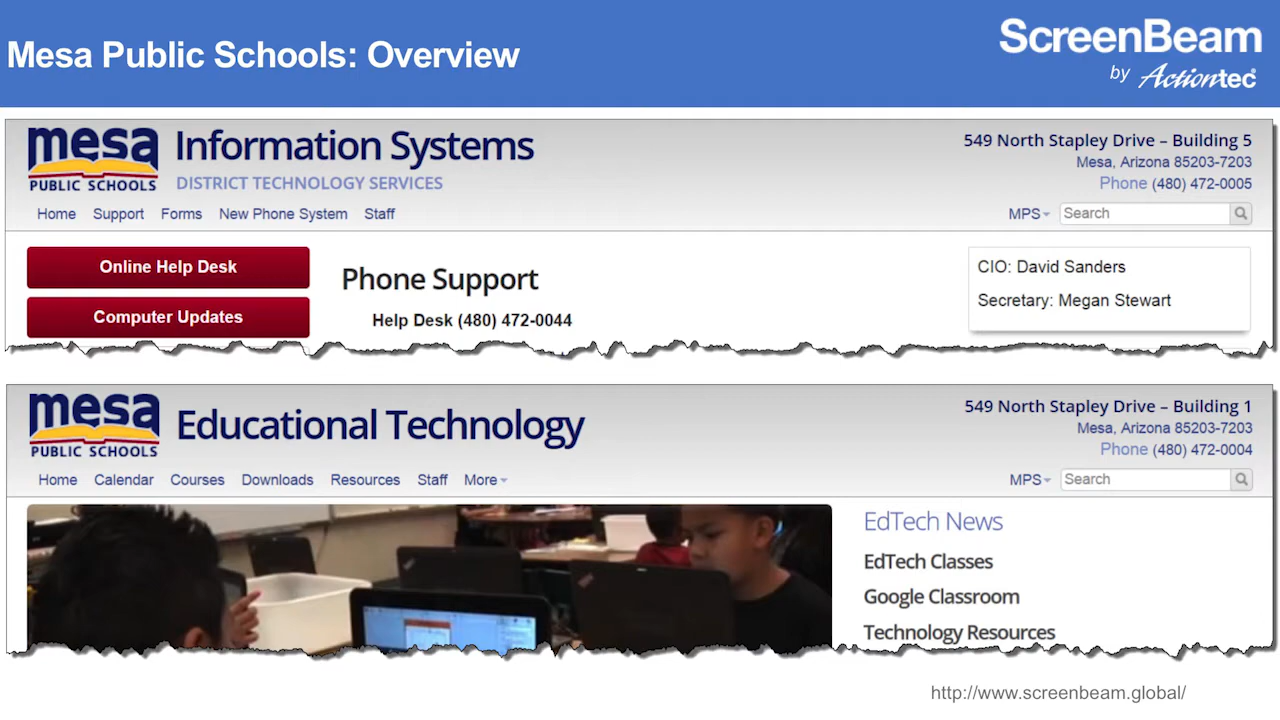 Mesa Public Schools: Overview
ScreenBeam
by Actiontec®
mesa
PUBLIC SCHOOLS
Information Systems
DISTRICT TECHNOLOGY SERVICES
549 North Stapley Drive – Building 5
Mesa, Arizona 85203-7203
Phone (480) 472-0005
Home Support Forms New Phone System Staff
MPS Search
Online Help Desk
Computer Updates
Phone Support
Help Desk (480) 472-0044
CIO: David Sanders
Secretary: Megan Stewart
mesa
PUBLIC SCHOOLS
Educational Technology
549 North Stapley Drive – Building 1
Mesa, Arizona 85203-7203
Phone (480) 472-0004
Home Calendar Courses Downloads Resources Staff More
MPS Search
EdTech News
EdTech Classes
Google Classroom
Technology Resources
http://www.screenbeam.global/